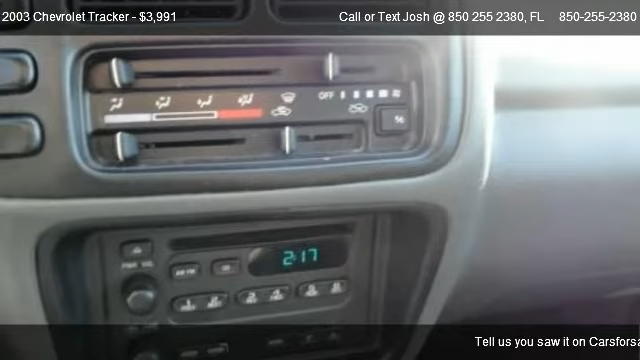 2003 Chevrolet Tracker - $3,991 Call or Text Josh @ 850 255 2380, FL 850-255-2380
OFF
2:17
Tell us you saw it on Carsforsa